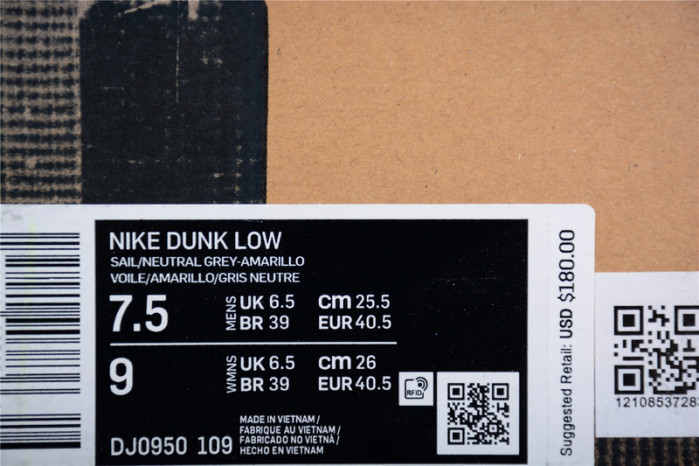 NIKE DUNK LOW
SAIL/NEUTRAL GREY-AMARILLO
VOILE/AMARILLO/GRIS NEUTRE
7.5 MENS UK 6.5 cm 25.5
BR 39 EUR 40.5
9 WMNS UK 6.5 cm 26
BR 39 EUR 40.5
RFID
MADE IN VIETNAM /
FABRIQUE AU VIETNAM /
FABRICADO NO VIETNÃ /
HECHO EN VIETNAM
DJ0950 109
Suggested Retail: USD $180.00
1210853728